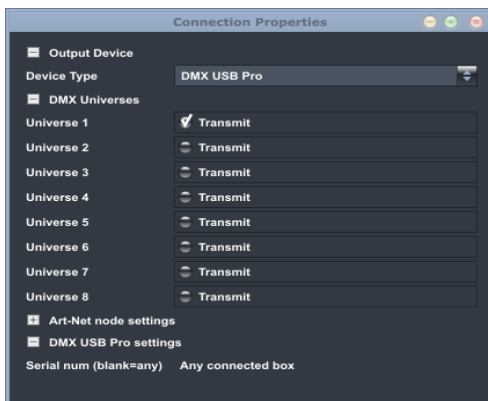 Connection Properties
Output Device
Device Type DMX USB Pro
DMX Universes
Universe 1 Transmit
Universe 2 Transmit
Universe 3 Transmit
Universe 4 Transmit
Universe 5 Transmit
Universe 6 Transmit
Universe 7 Transmit
Universe 8 Transmit
Art-Net node settings
DMX USB Pro settings
Serial num (blank=any) Any connected box